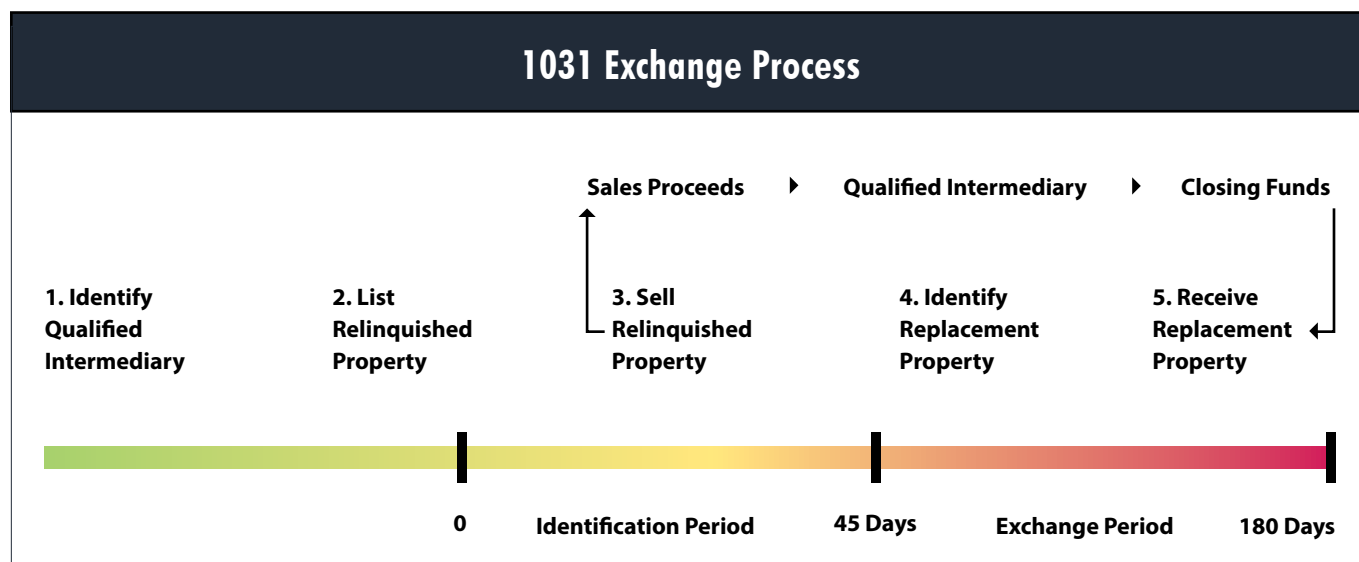 1031 Exchange Process
Sales Proceeds
Qualified Intermediary
Closing Funds
1. Identify
Qualified
Intermediary
2. List
Relinquished
Property
3. Sell
Relinquished
Property
4. Identify
Replacement
Property
5. Receive
Replacement
Property
0
Identification Period
45 Days
Exchange Period
180 Days